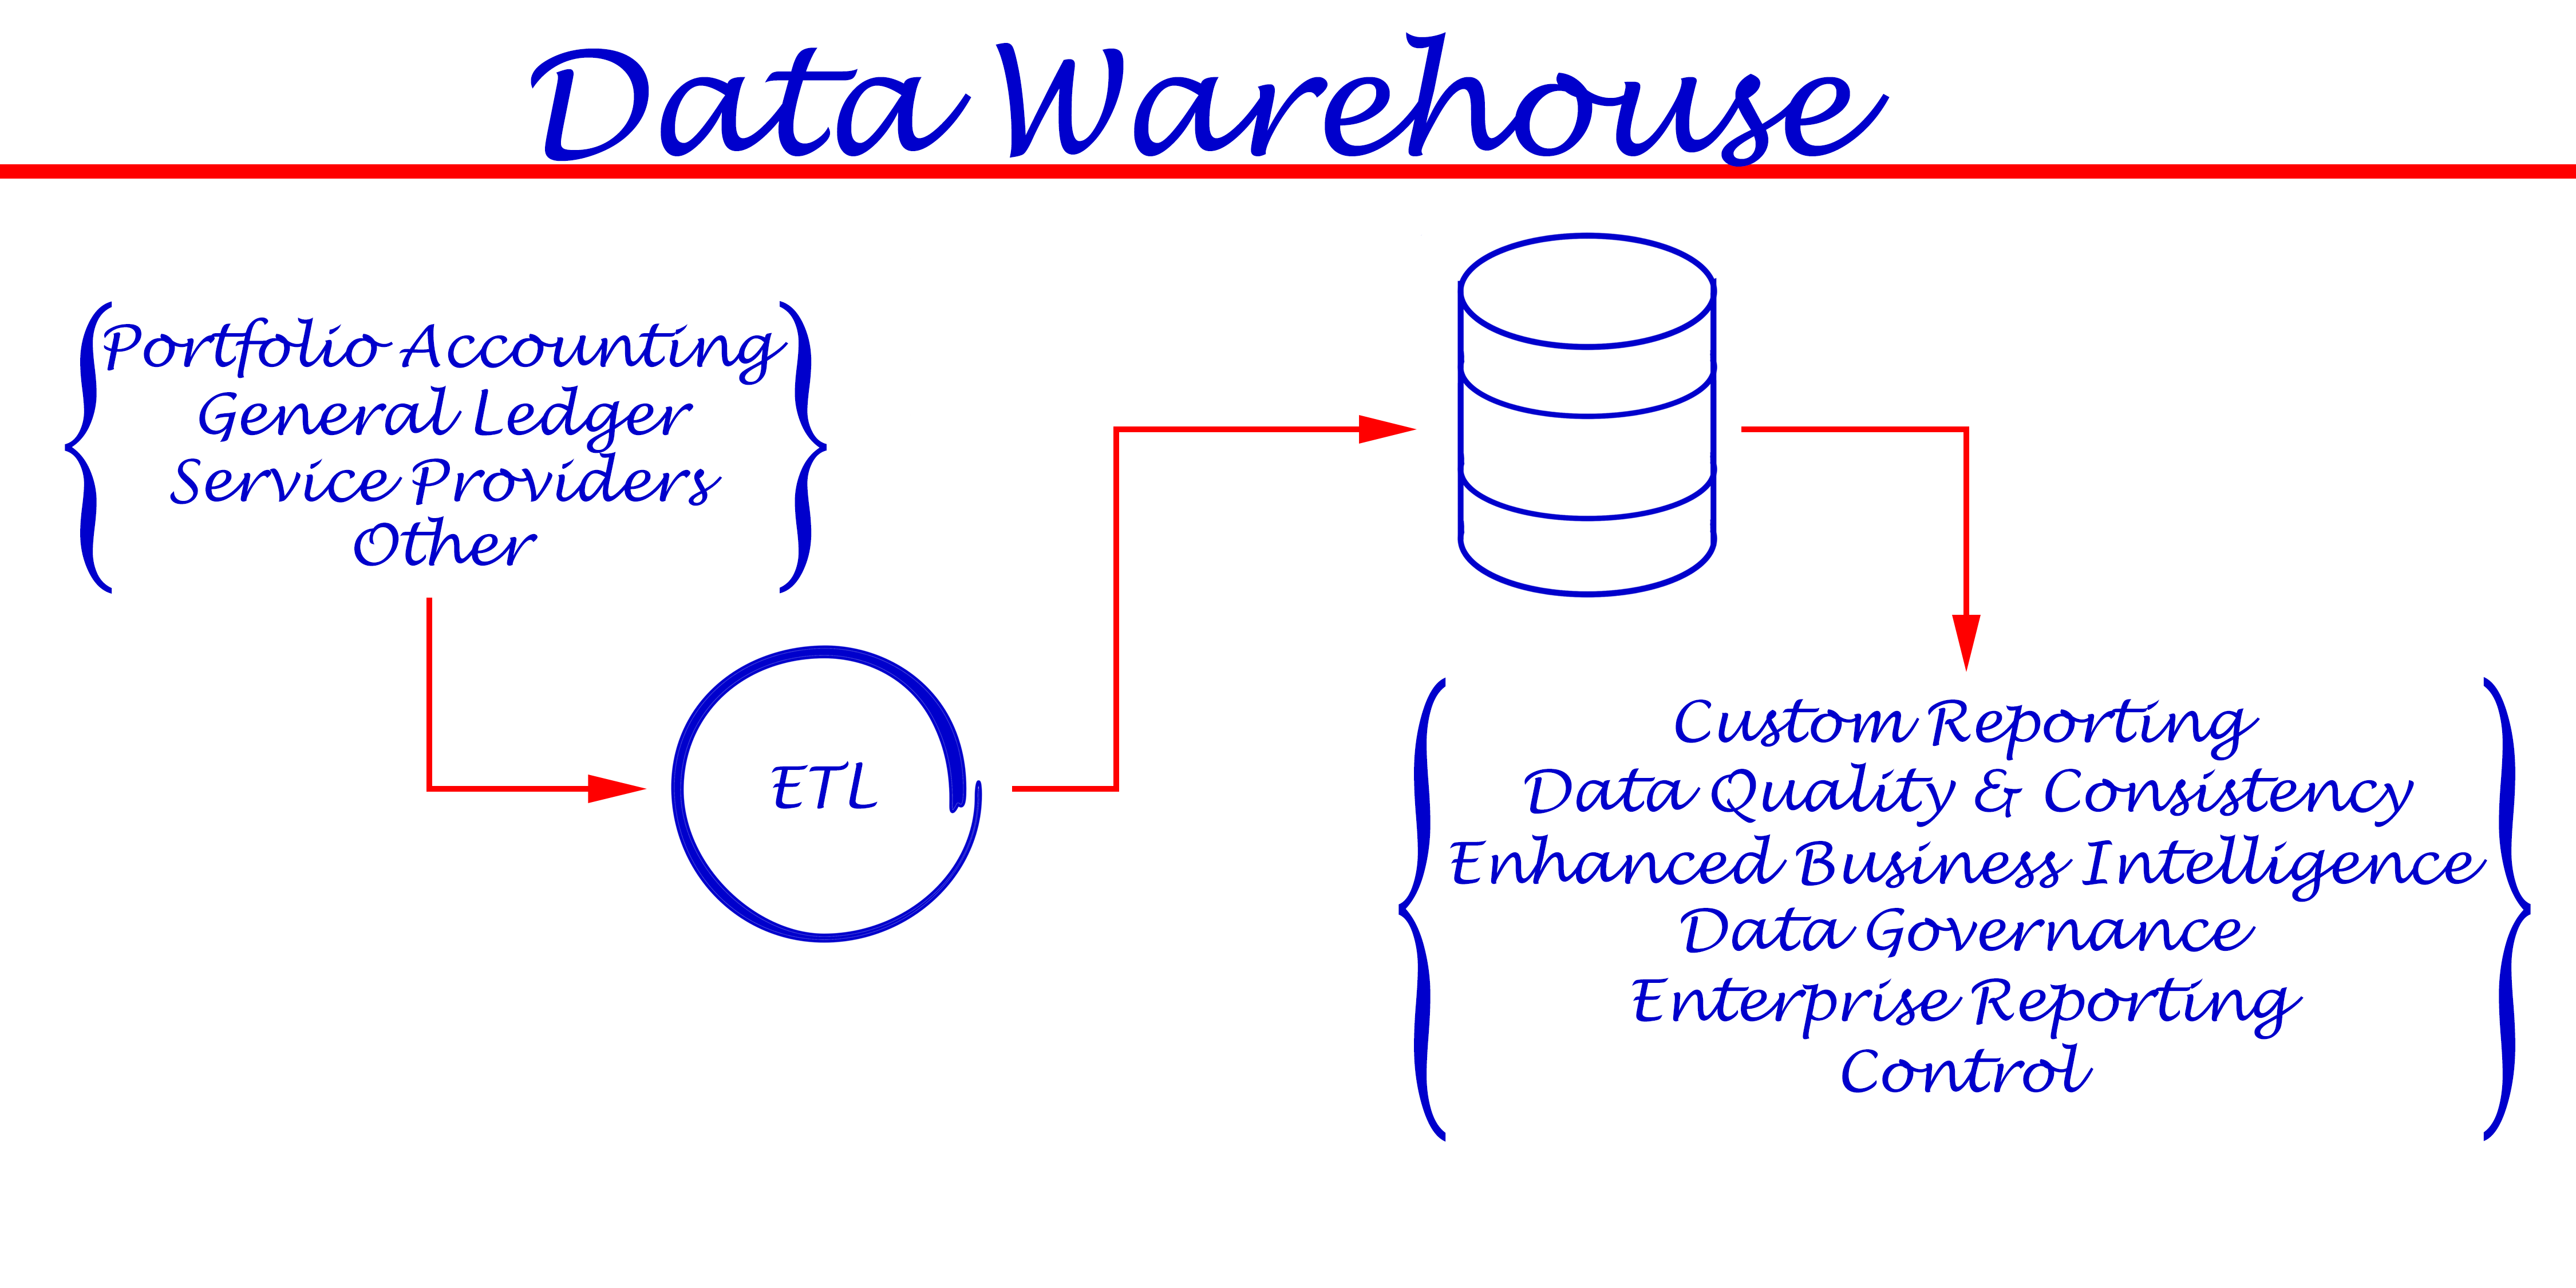 Data Warehouse
Portfolio Accounting
General Ledger
Service Providers
Other
ETL
Custom Reporting
Data Quality & Consistency
Enhanced Business Intelligence
Data Governance
Enterprise Reporting
Control